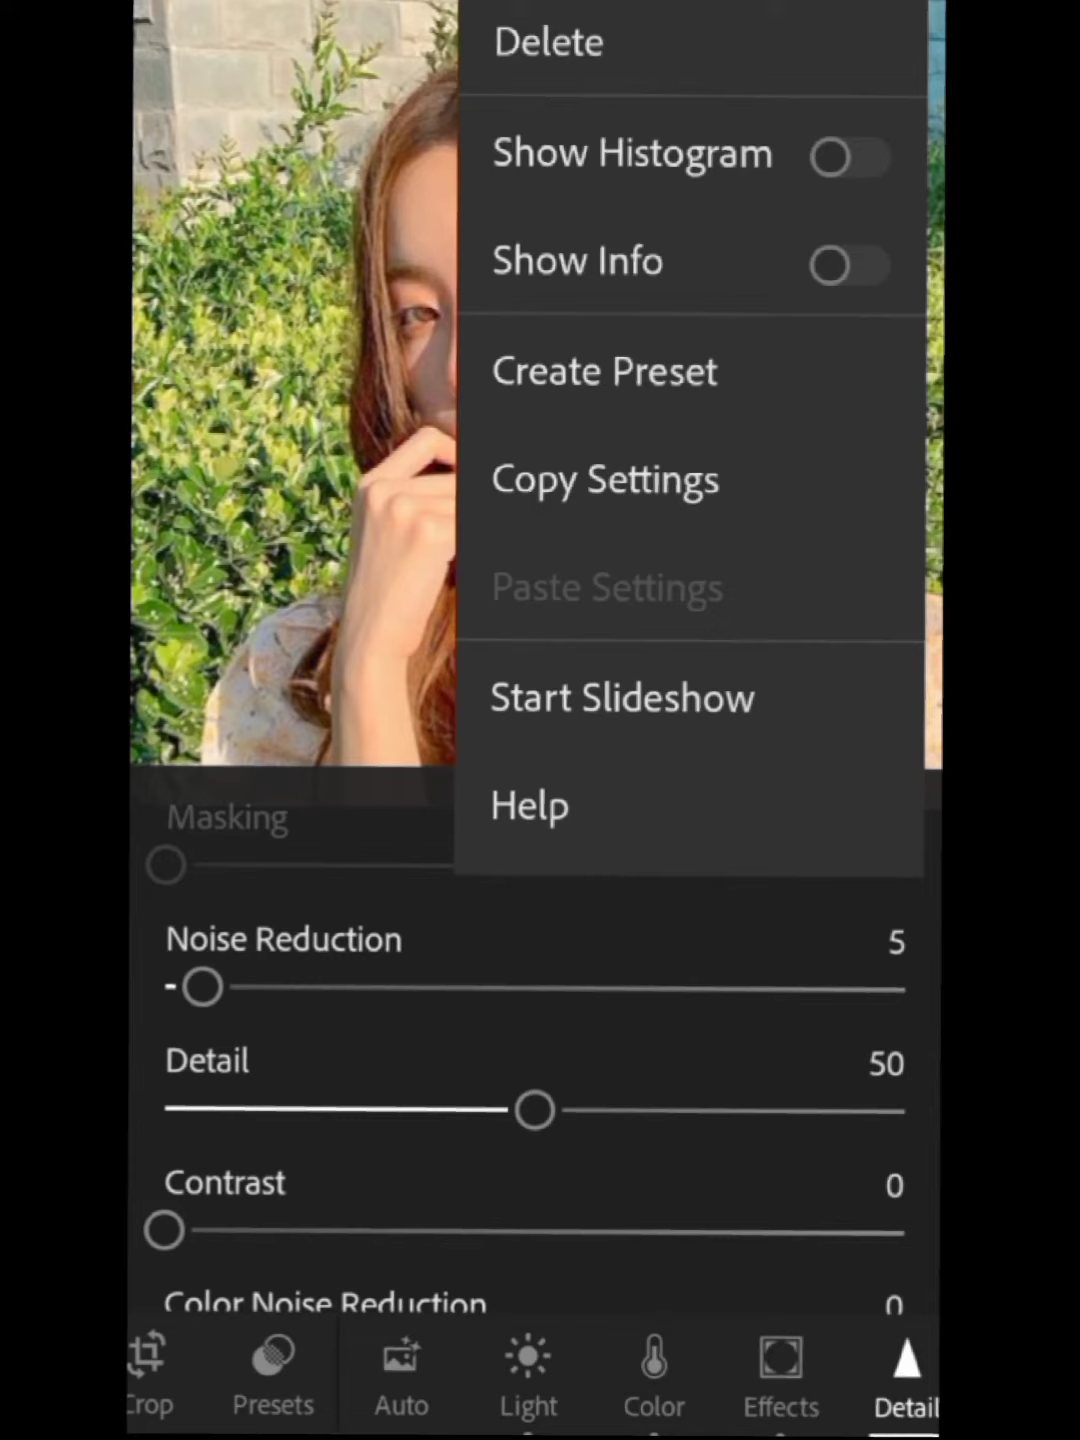 Delete
Show Histogram
Show Info
Create Preset
Copy Settings
Paste Settings
Start Slideshow
Help
Masking
Noise Reduction 5
Detail 50
Contrast 0
Color Noise Reduction 0
Crop Presets Auto Light Color Effects Detail